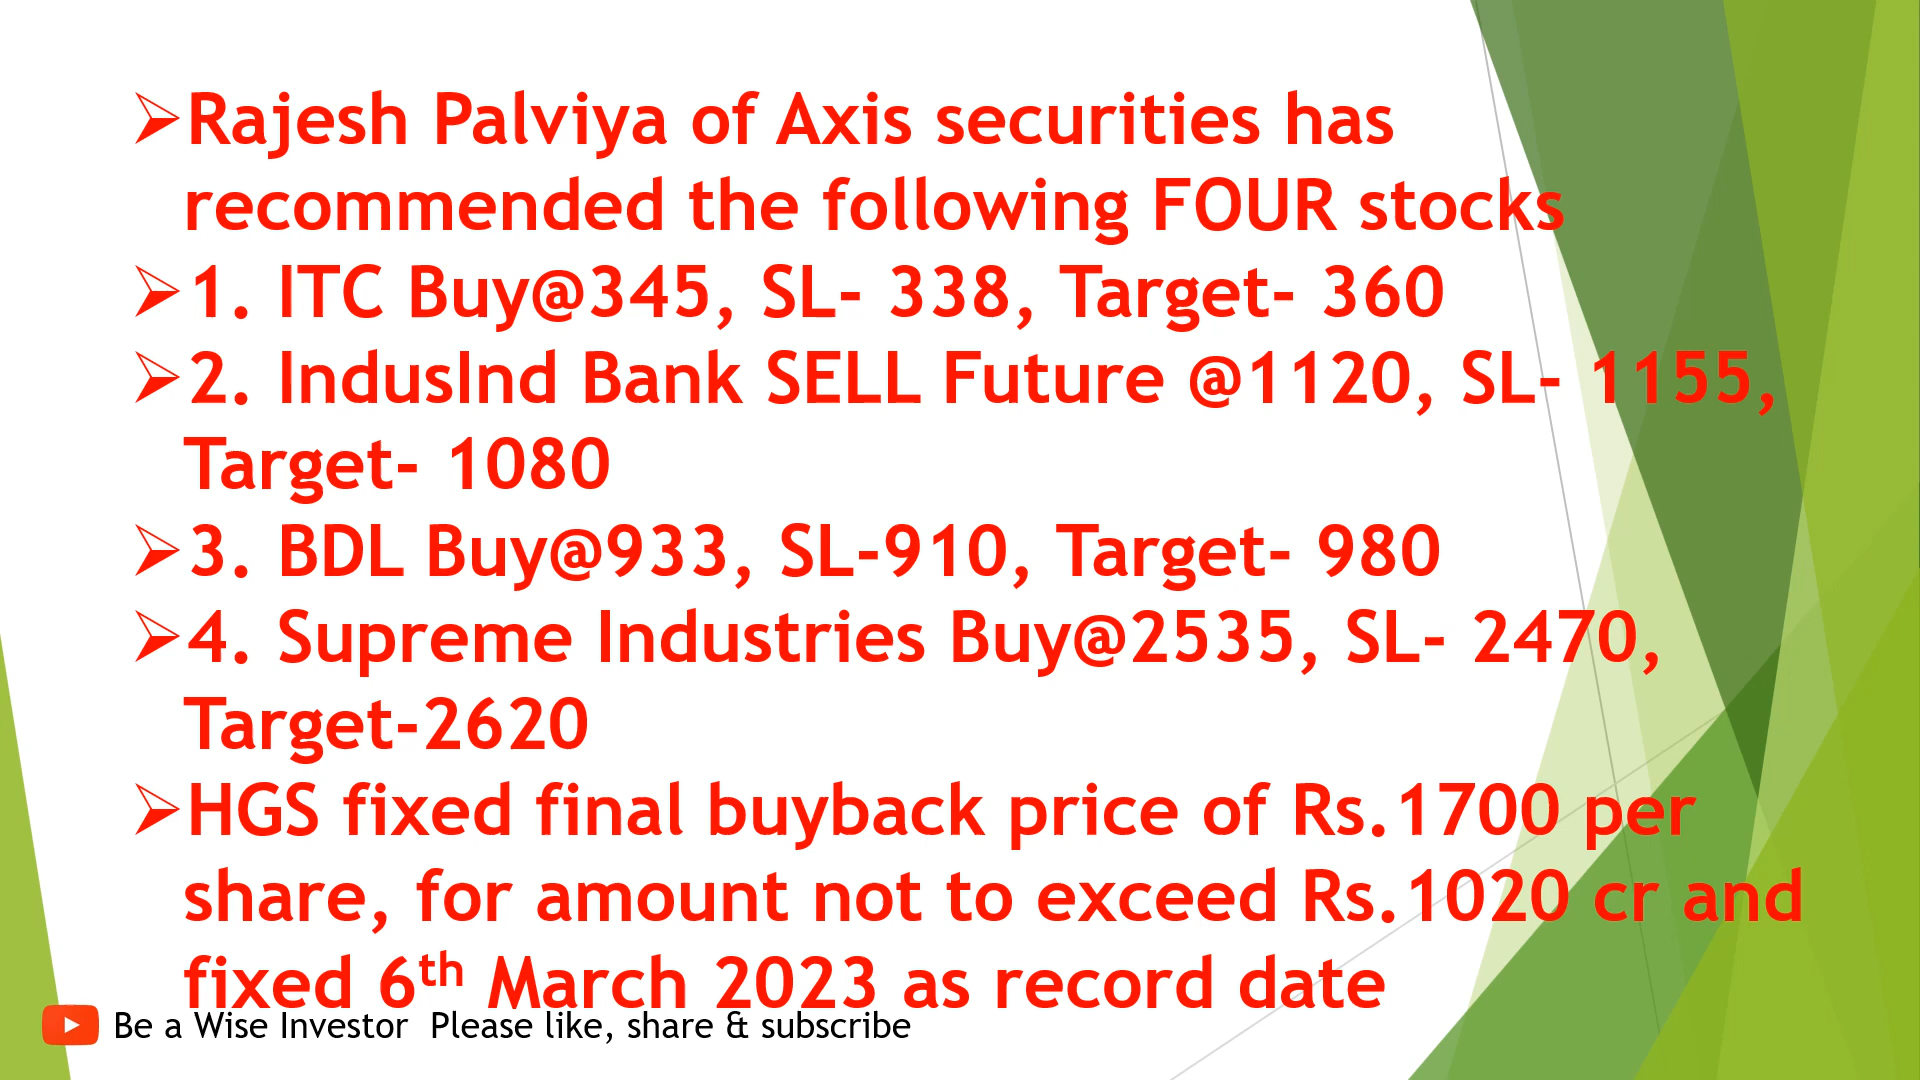 ➢Rajesh Palviya of Axis securities has
recommended the following FOUR stocks
➢1. ITC Buy@345, SL- 338, Target- 360
➢2. IndusInd Bank SELL Future @1120, SL- 1155,
Target- 1080
➢3. BDL Buy@933, SL-910, Target- 980
➢4. Supreme Industries Buy@2535, SL- 2470,
Target-2620
➢HGS fixed final buyback price of Rs.1700 per
share, for amount not to exceed Rs.1020 cr and
fixed 6th March 2023 as record date
Be a Wise Investor Please like, share & subscribe